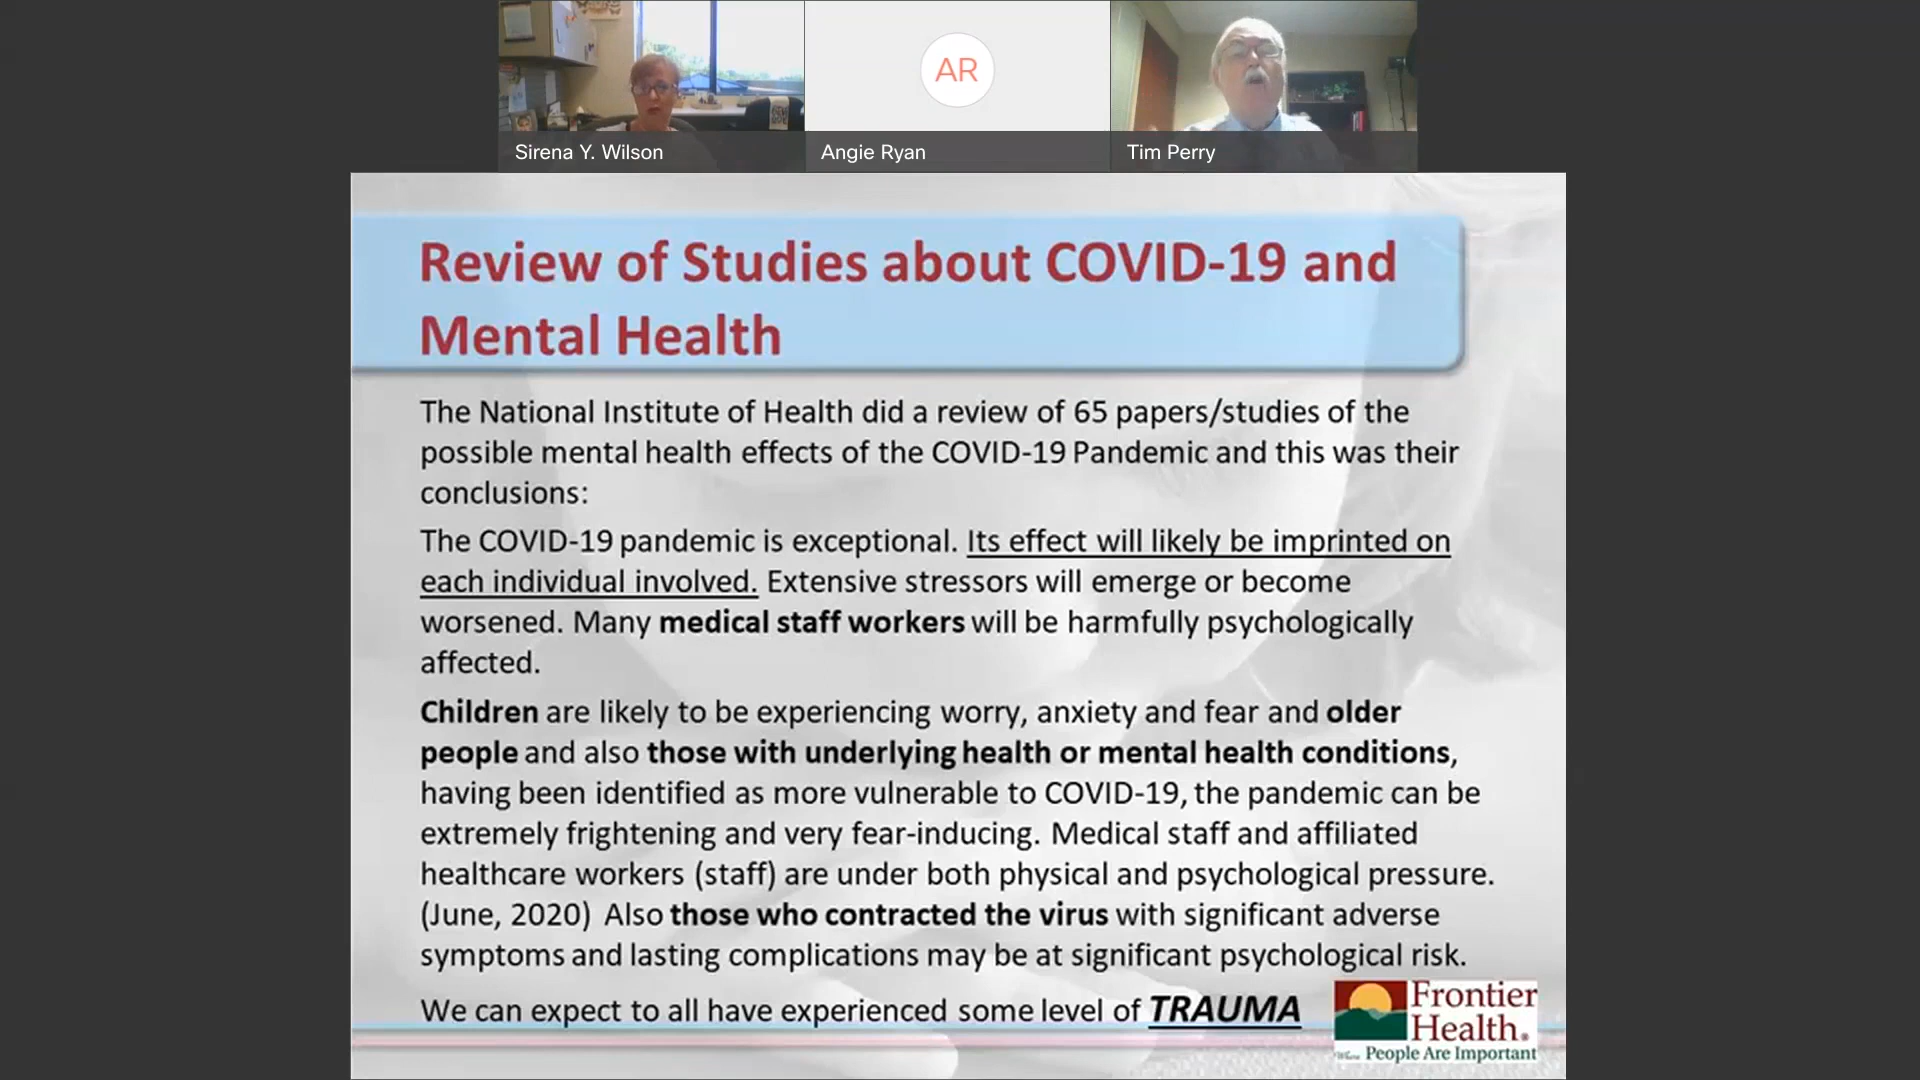 AR
Sirena Y. Wilson
Angie Ryan
Tim Perry
Review of Studies about COVID-19 and
Mental Health
The National Institute of Health did a review of 65 papers/studies of the
possible mental health effects of the COVID-19 Pandemic and this was their
conclusions:
The COVID-19 pandemic is exceptional. Its effect will likely be imprinted on
each individual involved. Extensive stressors will emerge or become
worsened. Many medical staff workers will be harmfully psychologically
affected.
Children are likely to be experiencing worry, anxiety and fear and older
people and also those with underlying health or mental health conditions,
having been identified as more vulnerable to COVID-19, the pandemic can be
extremely frightening and very fear-inducing. Medical staff and affiliated
healthcare workers (staff) are under both physical and psychological pressure.
(June, 2020) Also those who contracted the virus with significant adverse
symptoms and lasting complications may be at significant psychological risk.
We can expect to all have experienced some level of TRAUMA
Frontier
Health®
Where People Are Important